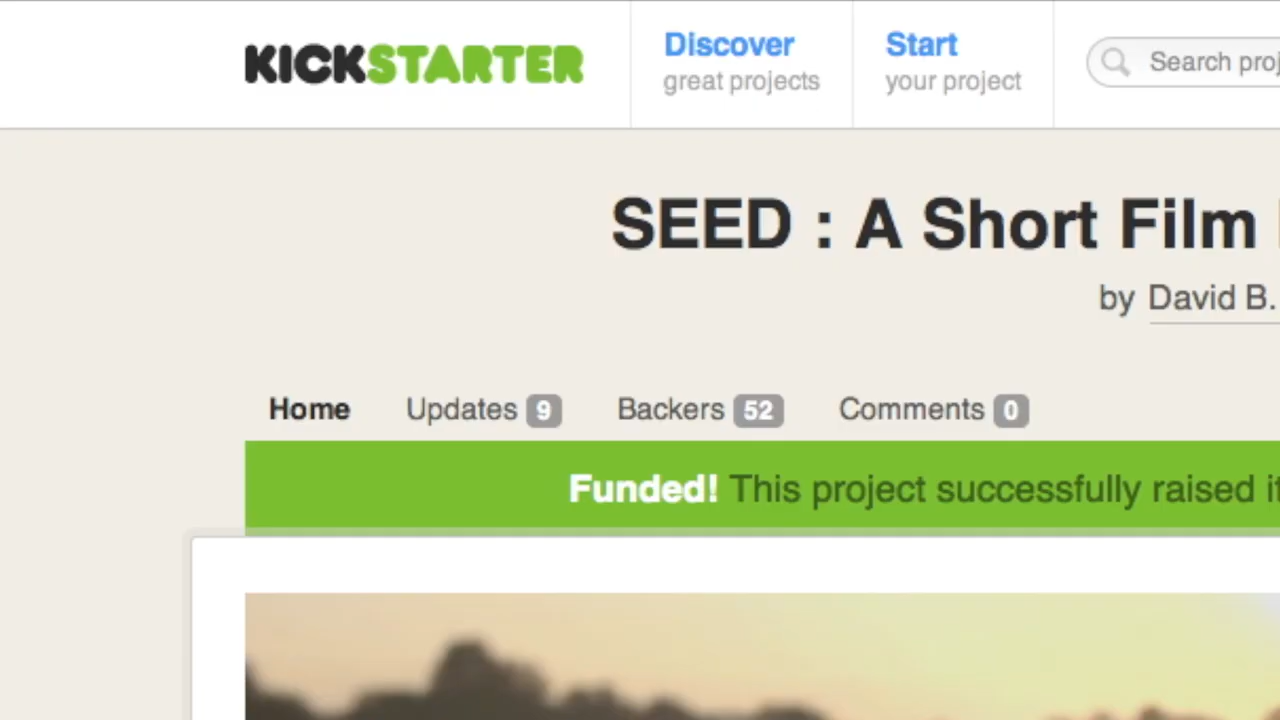 KICKSTARTER
Discover
great projects
Start
your project
Search proj
SEED : A Short Film
by David B.
Home Updates 9 Backers 52 Comments 0
Funded! This project successfully raised it